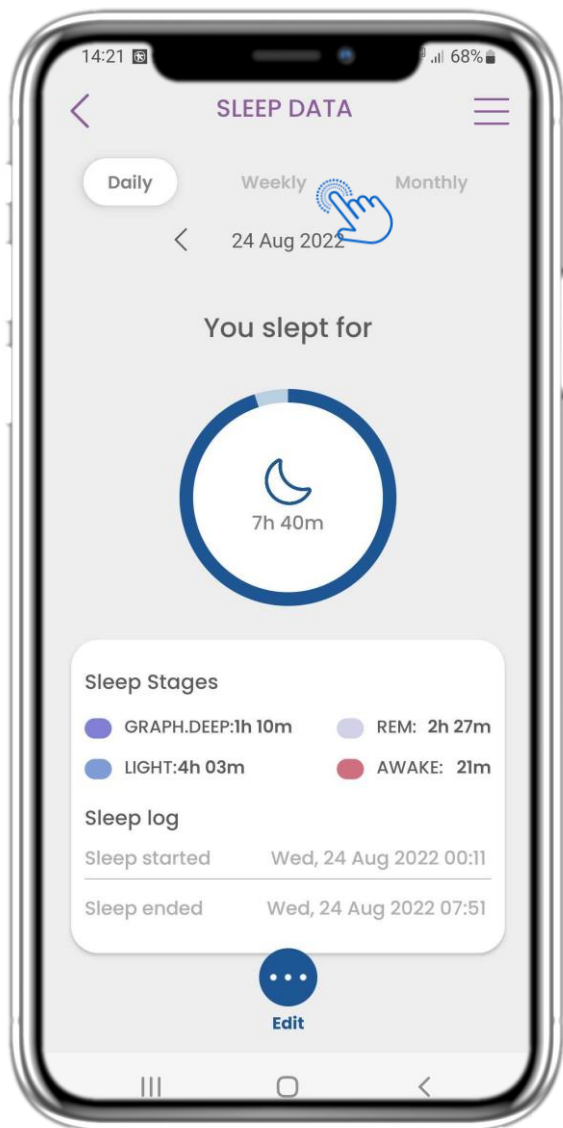 14:21 68%
SLEEP DATA
Daily Weekly Monthly
24 Aug 2022
You slept for
7h 40m
Sleep Stages
GRAPH.DEEP:1h 10m REM: 2h 27m
LIGHT:4h 03m AWAKE: 21m
Sleep log
Sleep started Wed, 24 Aug 2022 00:11
Sleep ended Wed, 24 Aug 2022 07:51
Edit